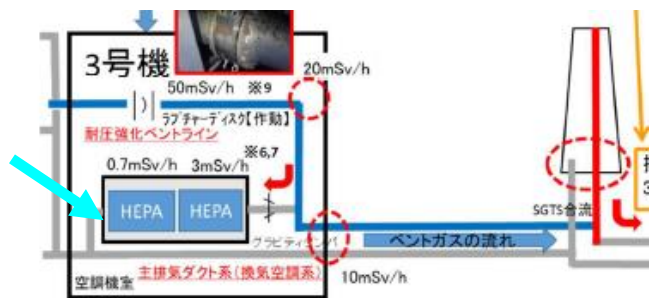 3号機
20mSv/h
50mSv/h ※9
ラプチャーディスク【作動】
耐圧強化ベントライン
0.7mSv/h 3mSv/h ※6,7
HEPA HEPA
SGTS合流
グラビティダンパ
ベントガスの流れ
主排気ダクト系(換気空調系)
空調機室
10mSv/h
3